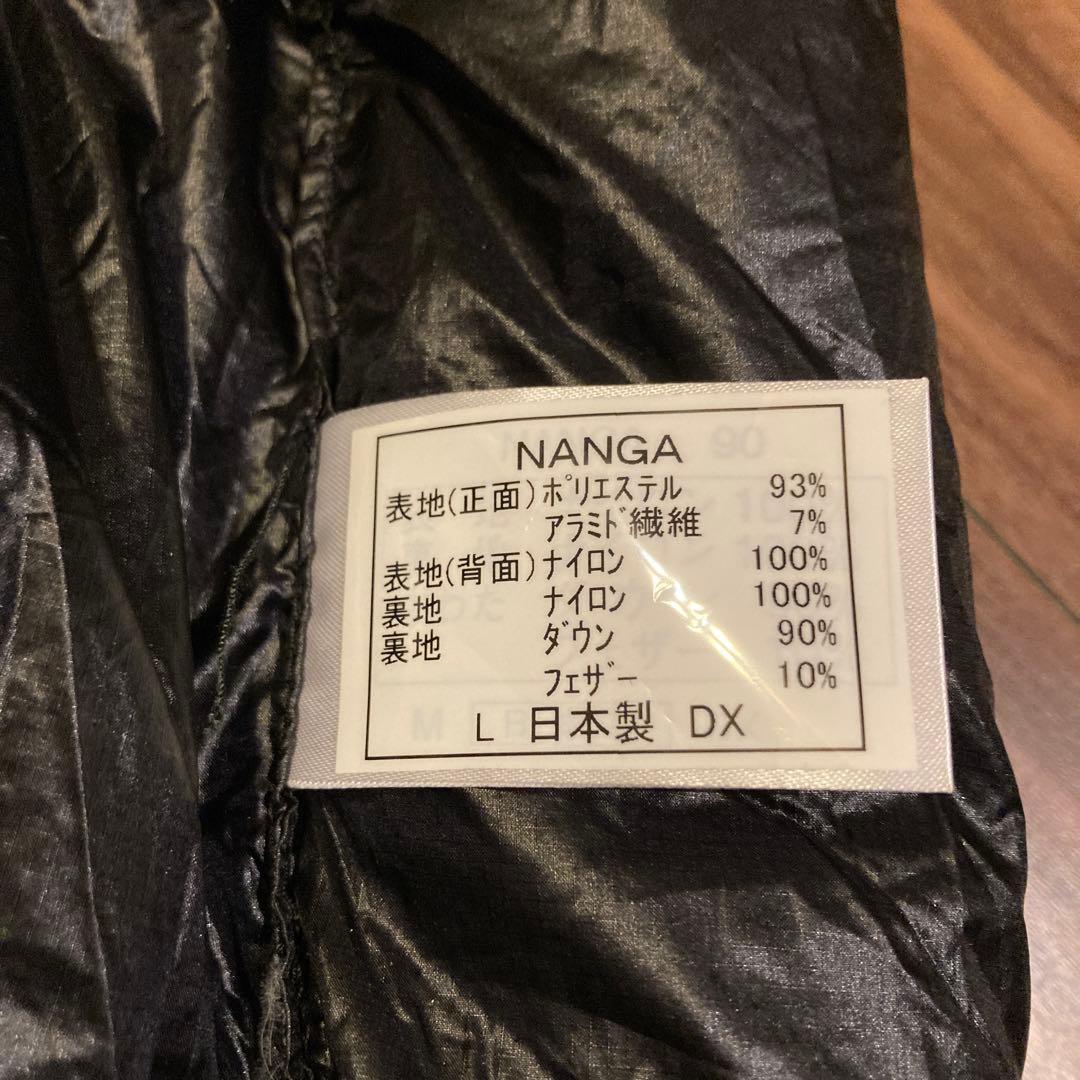 NANGA
表地(正面)ポリエステル 93%
アラミド繊維 7%
表地(背面)ナイロン 100%
裏地 ナイロン 100%
裏地 ダウン 90%
フェザー 10%
L 日本製 DX